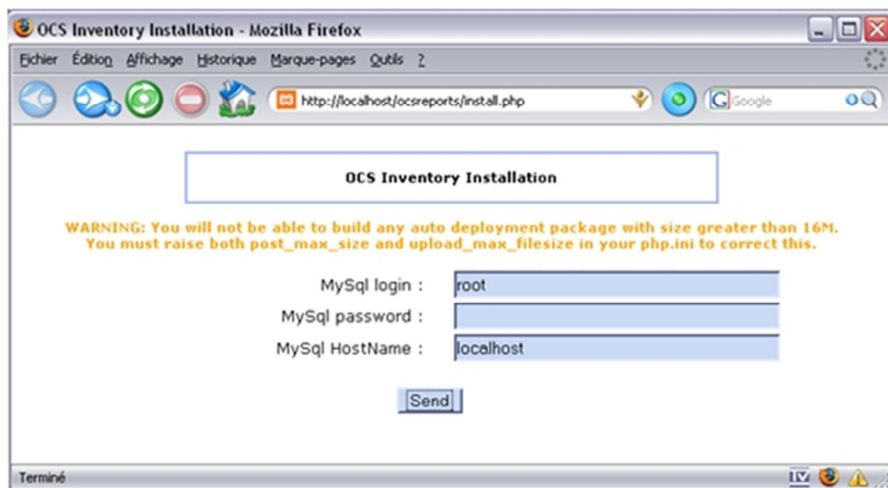 OCS Inventory Installation - Mozilla Firefox
Fichier Édition Affichage Historique Marque-pages Outils ?
http://localhost/ocsreports/install.php
G Google
OCS Inventory Installation
WARNING: You will not be able to build any auto deployment package with size greater than 16M.
You must raise both post_max_size and upload_max_filesize in your php.ini to correct this.
MySql login : root
MySql password :
MySql HostName : localhost
Send
Terminé